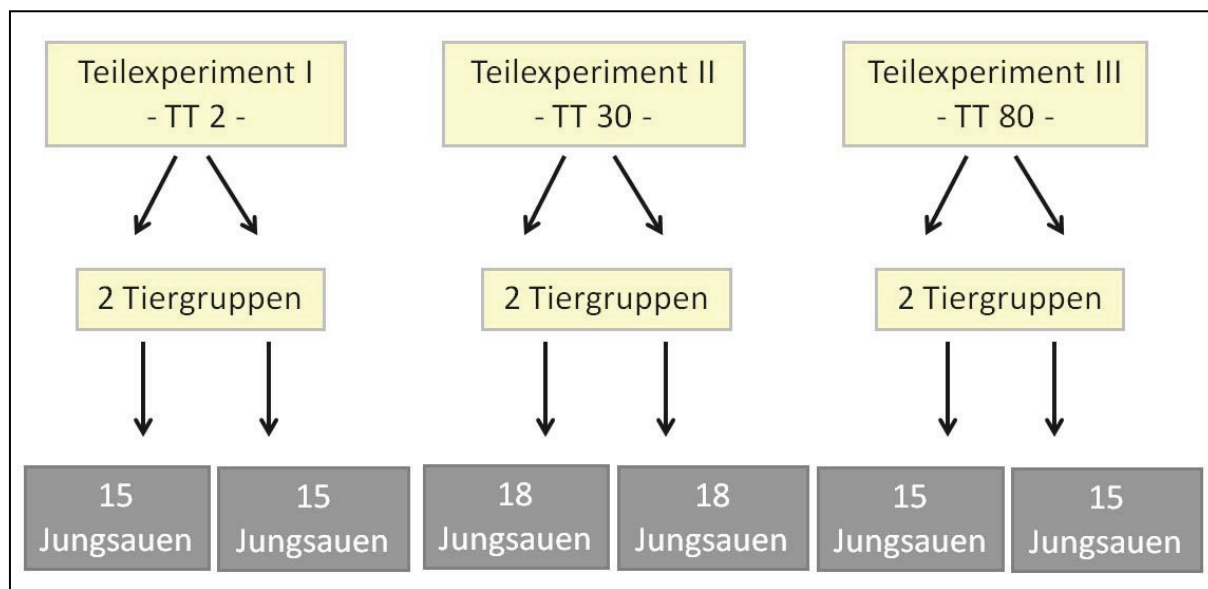 Teilexperiment I
- TT 2 -
Teilexperiment II
- TT 30 -
Teilexperiment III
- TT 80 -
2 Tiergruppen
2 Tiergruppen
2 Tiergruppen
15
Jungsauen
15
Jungsauen
18
Jungsauen
18
Jungsauen
15
Jungsauen
15
Jungsauen